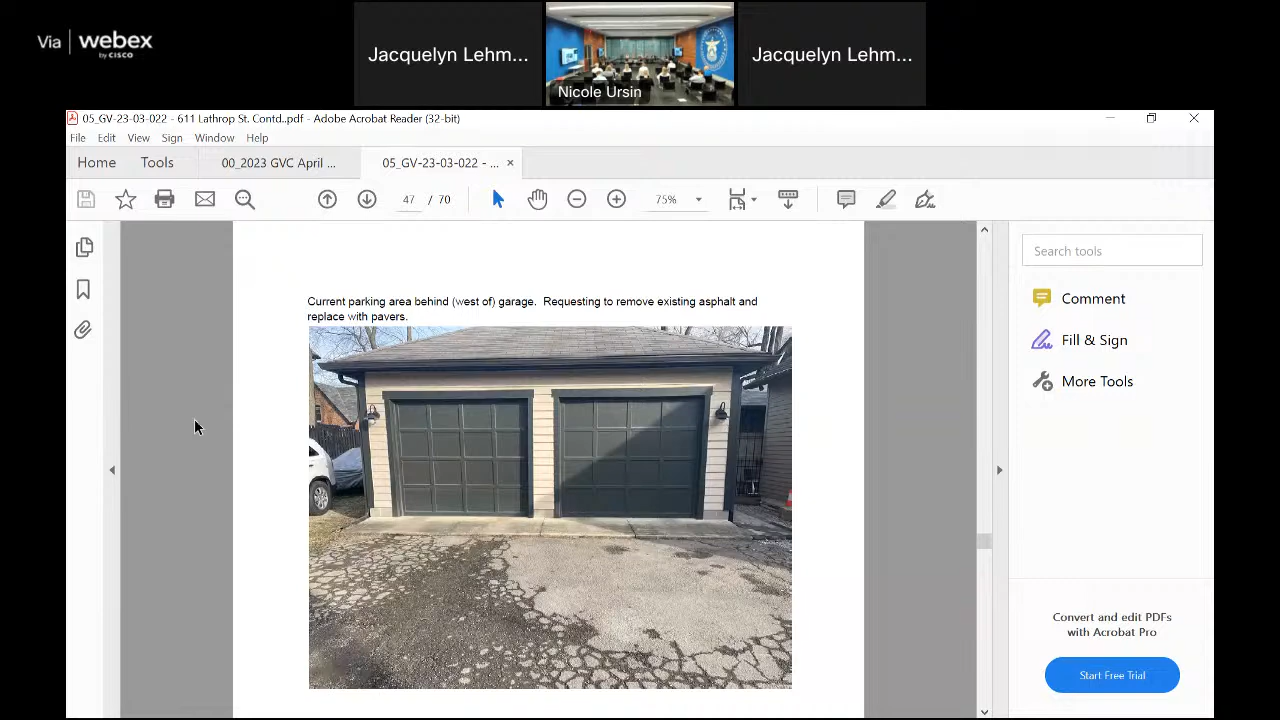 Via webex
by CISCO
Jacquelyn Lehm...
Nicole Ursin
Jacquelyn Lehm...
05_GV-23-03-022 - 611 Lathrop St. Contd..pdf - Adobe Acrobat Reader (32-bit)
File Edit View Sign Window Help
Home Tools 00_2023 GVC April ... 05_GV-23-03-022 - ... ×
47 / 70 75%
Search tools
Comment
Fill & Sign
More Tools
Current parking area behind (west of) garage. Requesting to remove existing asphalt and
replace with pavers.
Convert and edit PDFs
with Acrobat Pro
Start Free Trial